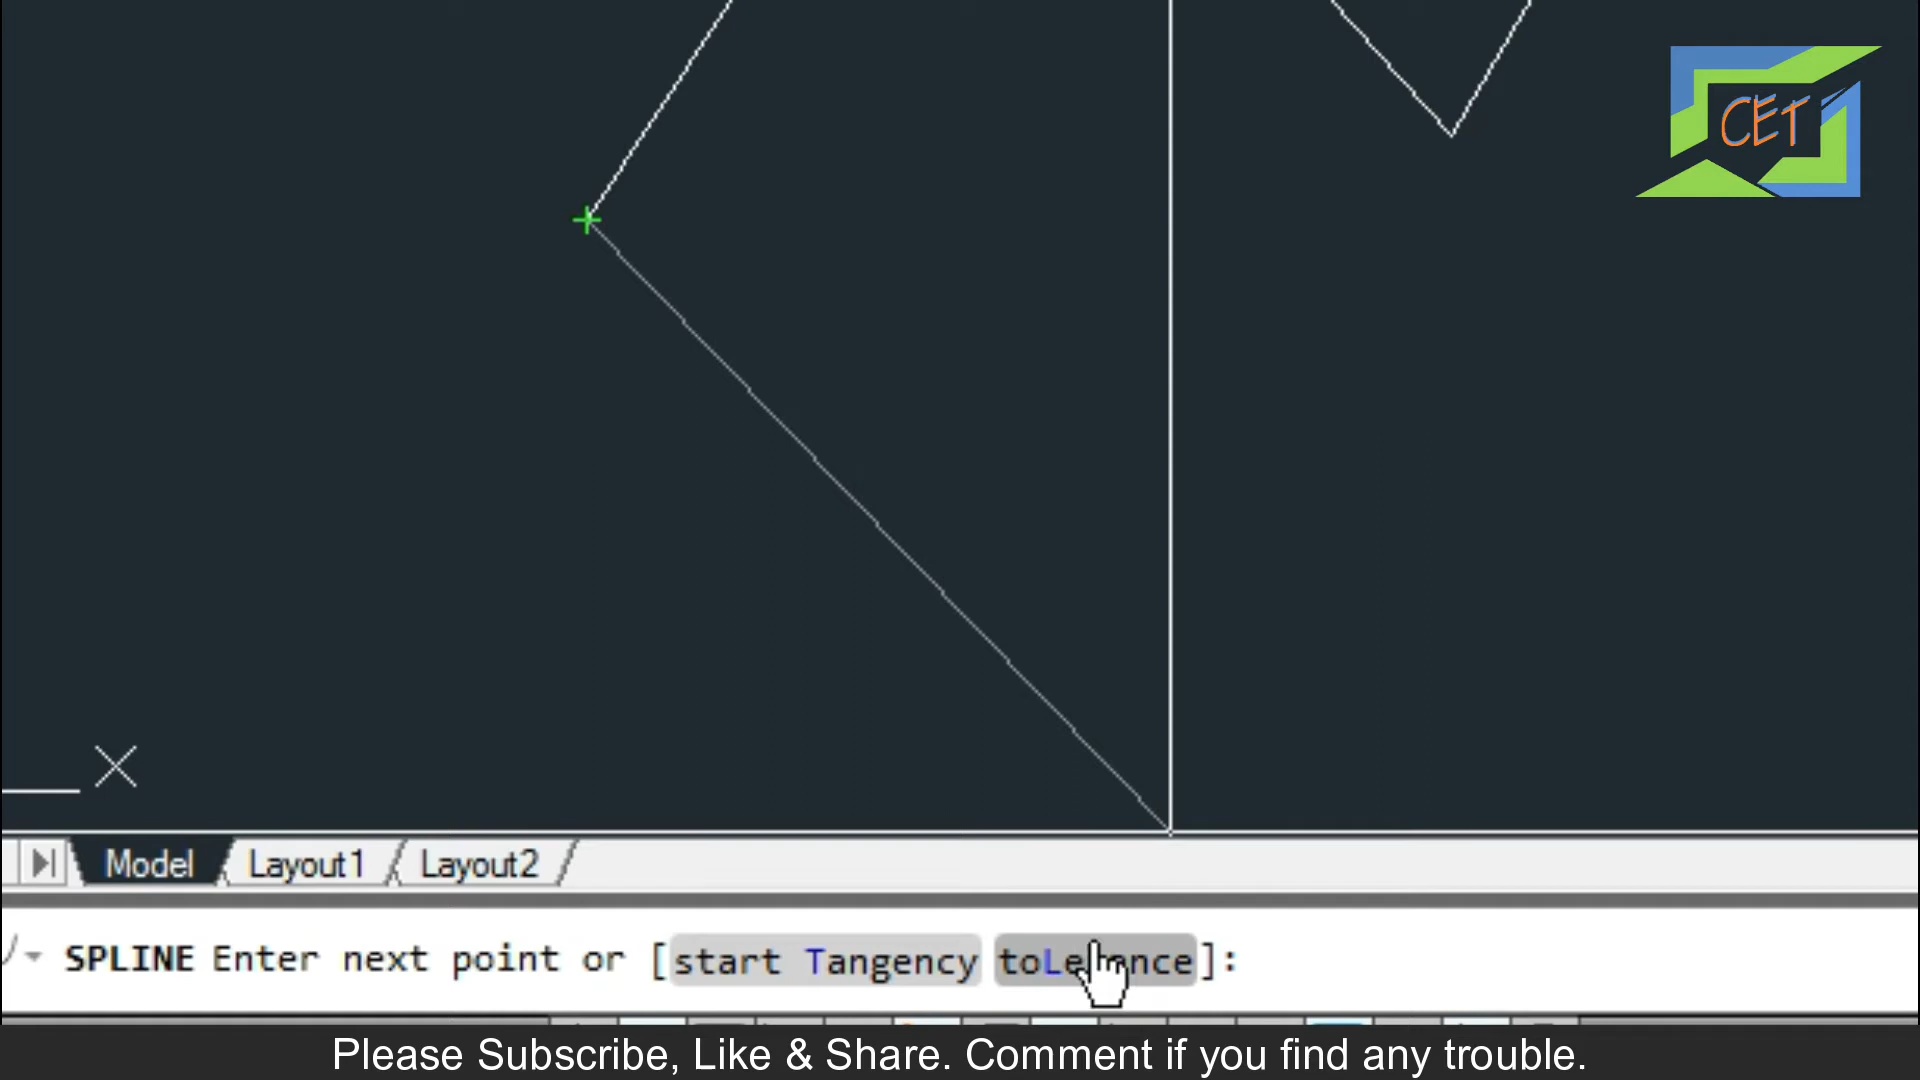 CET
Model Layout1 Layout2
SPLINE Enter next point or [start Tangency toLerance]:
Please Subscribe, Like & Share. Comment if you find any trouble.